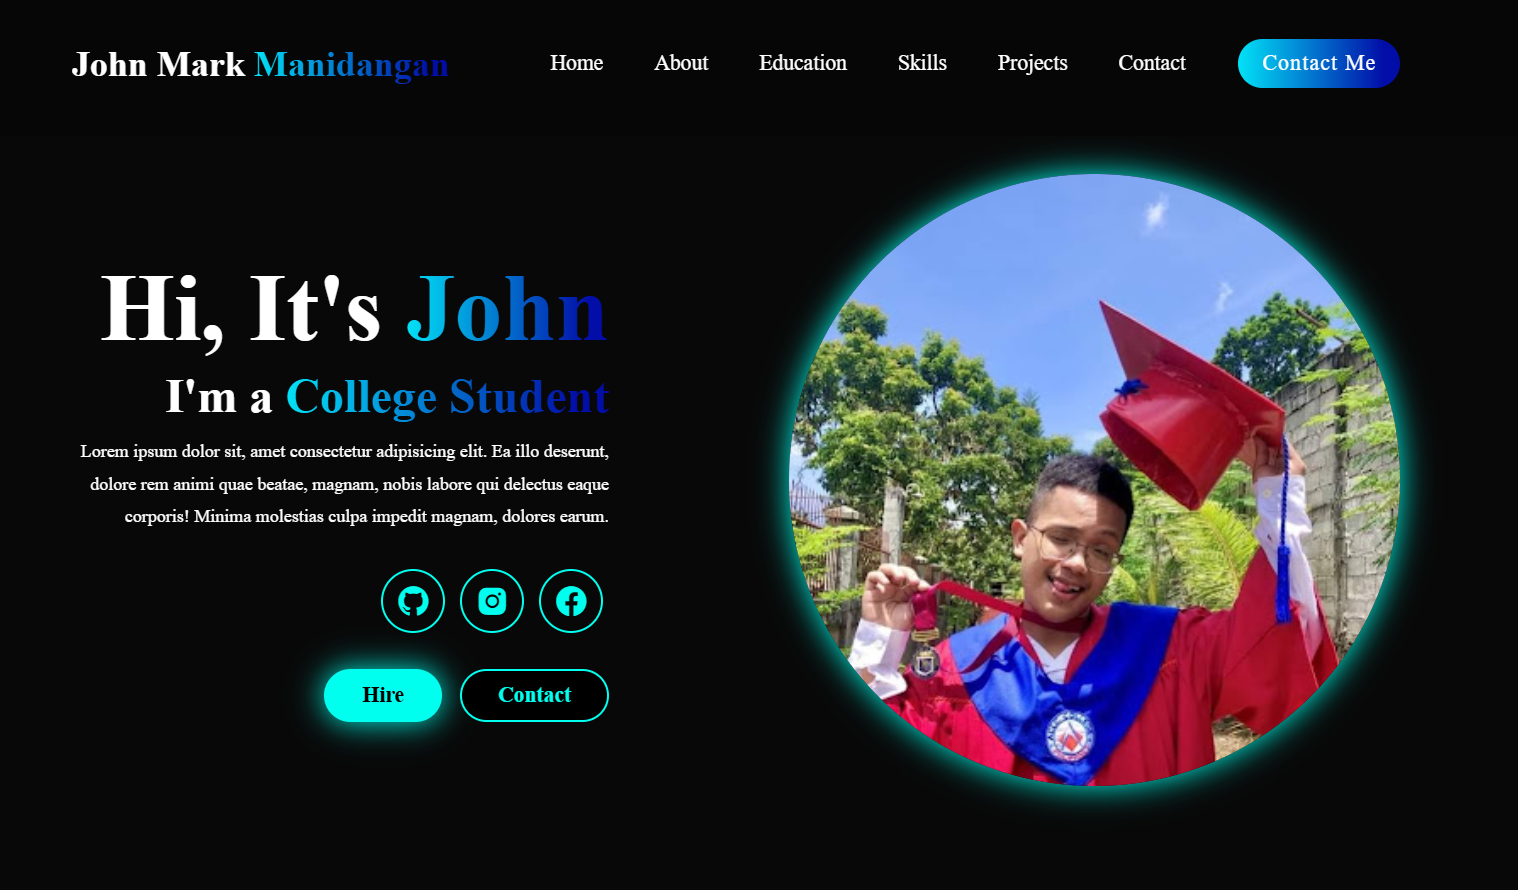 John Mark Manidangan
Home About Education Skills Projects Contact Contact Me
Hi, It's John
I'm a College Student
Lorem ipsum dolor sit, amet consectetur adipisicing elit. Ea illo deserunt,
dolore rem animi quae beatae, magnam, nobis labore qui delectus eaque
corporis! Minima molestias culpa impedit magnam, dolores earum.
Hire Contact